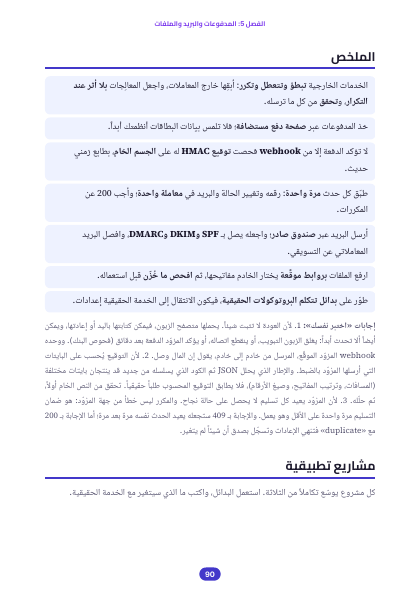 الفصل 5: المدفوعات والبريد والملفات
الملخص
الخدمات الخارجية تبطؤ وتتعطل وتكرر: أبقِها خارج المعاملات، واجعل المعالِجات بلا أثر عند
التكرار، وتحقق من كل ما ترسله.
خذ المدفوعات عبر صفحة دفع مستضافة؛ فلا تلمس بيانات البطاقات أنظمتك أبداً.
لا تؤكد الدفعة إلا من webhook فحصت توقيع HMAC له على الجسم الخام، بطابع زمني
حديث.
طبّق كل حدث مرة واحدة: رقمه وتغيير الحالة والبريد في معاملة واحدة؛ وأجب 200 عن
المكررات.
أرسل البريد عبر صندوق صادر؛ واجعله يصل بـ SPF وDKIM وDMARC، وافصل البريد
المعاملاتي عن التسويقي.
ارفع الملفات بروابط موقّعة يختار الخادم مفاتيحها، ثم افحص ما خُزّن قبل استعماله.
طوّر على بدائل تتكلم البروتوكولات الحقيقية، فيكون الانتقال إلى الخدمة الحقيقية إعدادات.
إجابات «اختبر نفسك»: 1. لأن العودة لا تثبت شيئاً. يحملها متصفح الزبون، فيمكن كتابتها باليد أو إعادتها، ويمكن
أيضاً ألا تحدث أبداً: يغلق الزبون التبويب، أو ينقطع اتصاله، أو يؤكد المزوّد الدفعة بعد دقائق (فحوص البنك). ووحده
webhook المزوّد الموقّع، المرسل من خادم إلى خادم، يقول إن المال وصل. 2. لأن التوقيع يُحسب على البايتات
التي أرسلها المزوّد بالضبط. والإطار الذي يحلل JSON ثم الكود الذي يسلسله من جديد قد ينتجان بايتات مختلفة
(المسافات، وترتيب المفاتيح، وصيغ الأرقام)، فلا يطابق التوقيع المحسوب طلباً حقيقياً. تحقق من النص الخام أولاً،
ثم حلّله. 3. لأن المزوّد يعيد كل تسليم لا يحصل على حالة نجاح، والمكرر ليس خطأ من جهة المزوّد: هو ضمان
التسليم مرة واحدة على الأقل وهو يعمل. والإجابة بـ 409 ستجعله يعيد الحدث نفسه مرة بعد مرة؛ أما الإجابة بـ 200
مع «duplicate» فتنهي الإعادات وتسجّل بصدق أن شيئاً لم يتغير.
مشاريع تطبيقية
كل مشروع يوسّع تكاملاً من الثلاثة. استعمل البدائل، واكتب ما الذي سيتغير مع الخدمة الحقيقية.
90